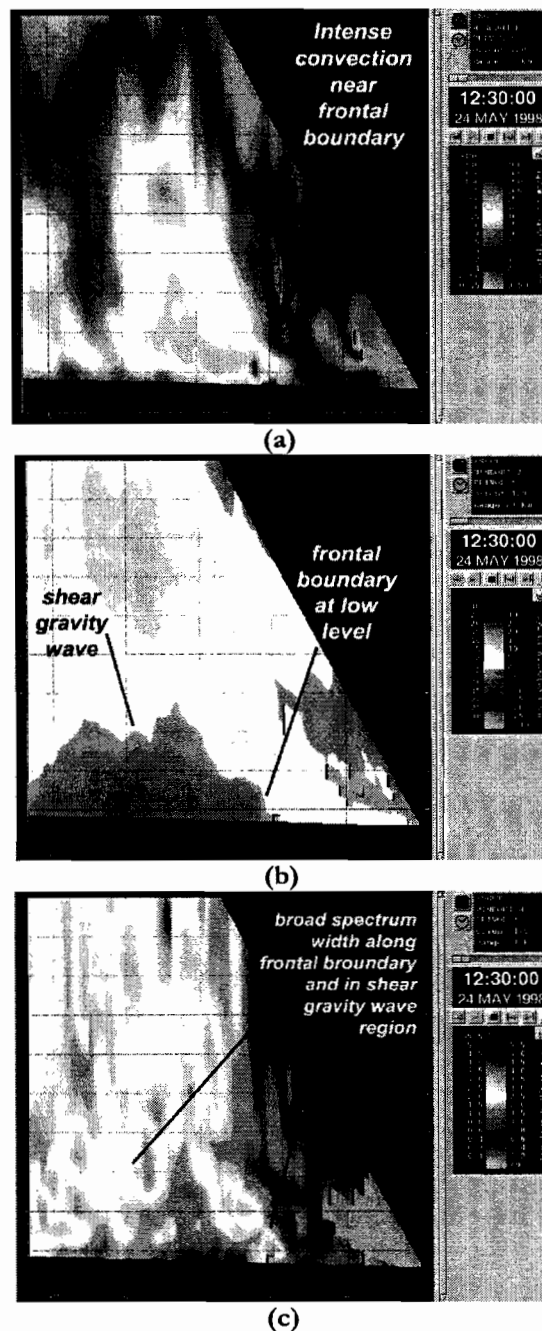 Intense
convection
near
frontal
boundary
12:30:00
24 MAY 1998
(a)
shear
gravity
wave
frontal
boundary
at low
level
12:30:00
24 MAY 1998
(b)
broad spectrum
width along
frontal broundary
and in shear
gravity wave
region
12:30:00
24 MAY 1998
(c)